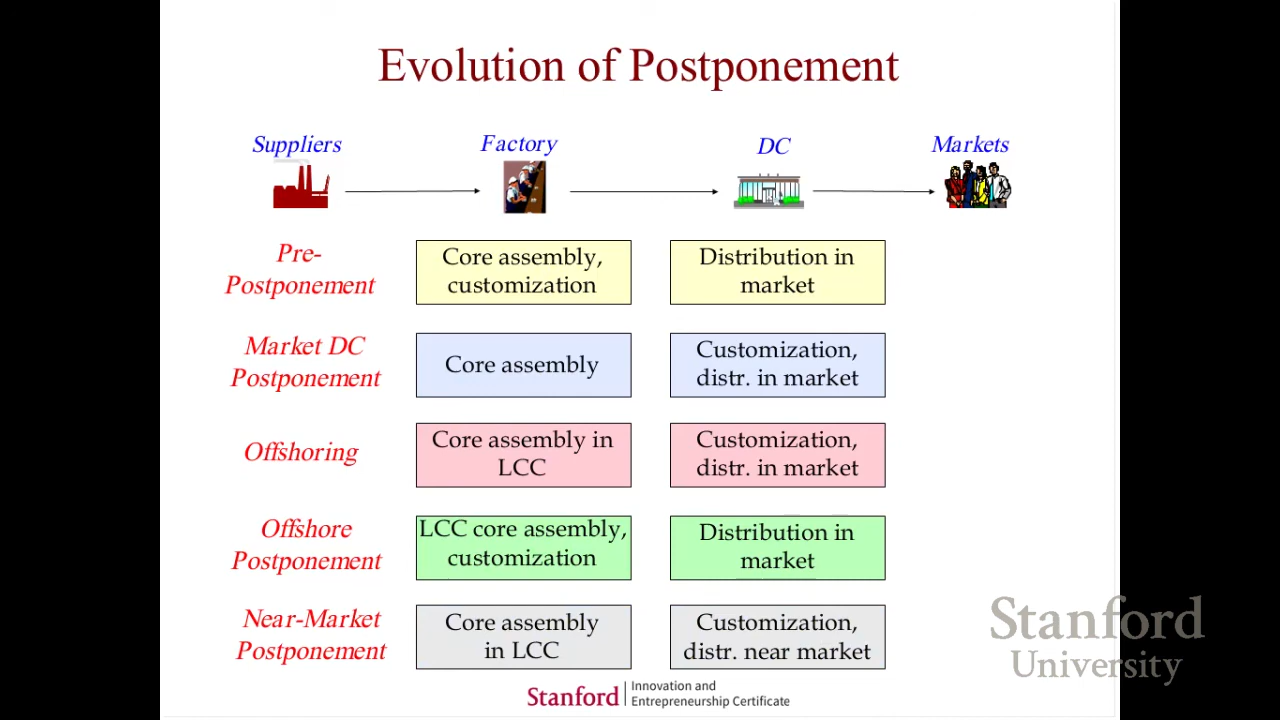 Evolution of Postponement
Suppliers
Factory
DC
Markets
Pre-
Postponement
Core assembly,
customization
Distribution in
market
Market DC
Postponement
Core assembly
Customization,
distr. in market
Offshoring
Core assembly in
LCC
Customization,
distr. in market
Offshore
Postponement
LCC core assembly,
customization
Distribution in
market
Near-Market
Postponement
Core assembly
in LCC
Customization,
distr. near market
Stanford
University
Stanford
Innovation and
Entrepreneurship Certificate